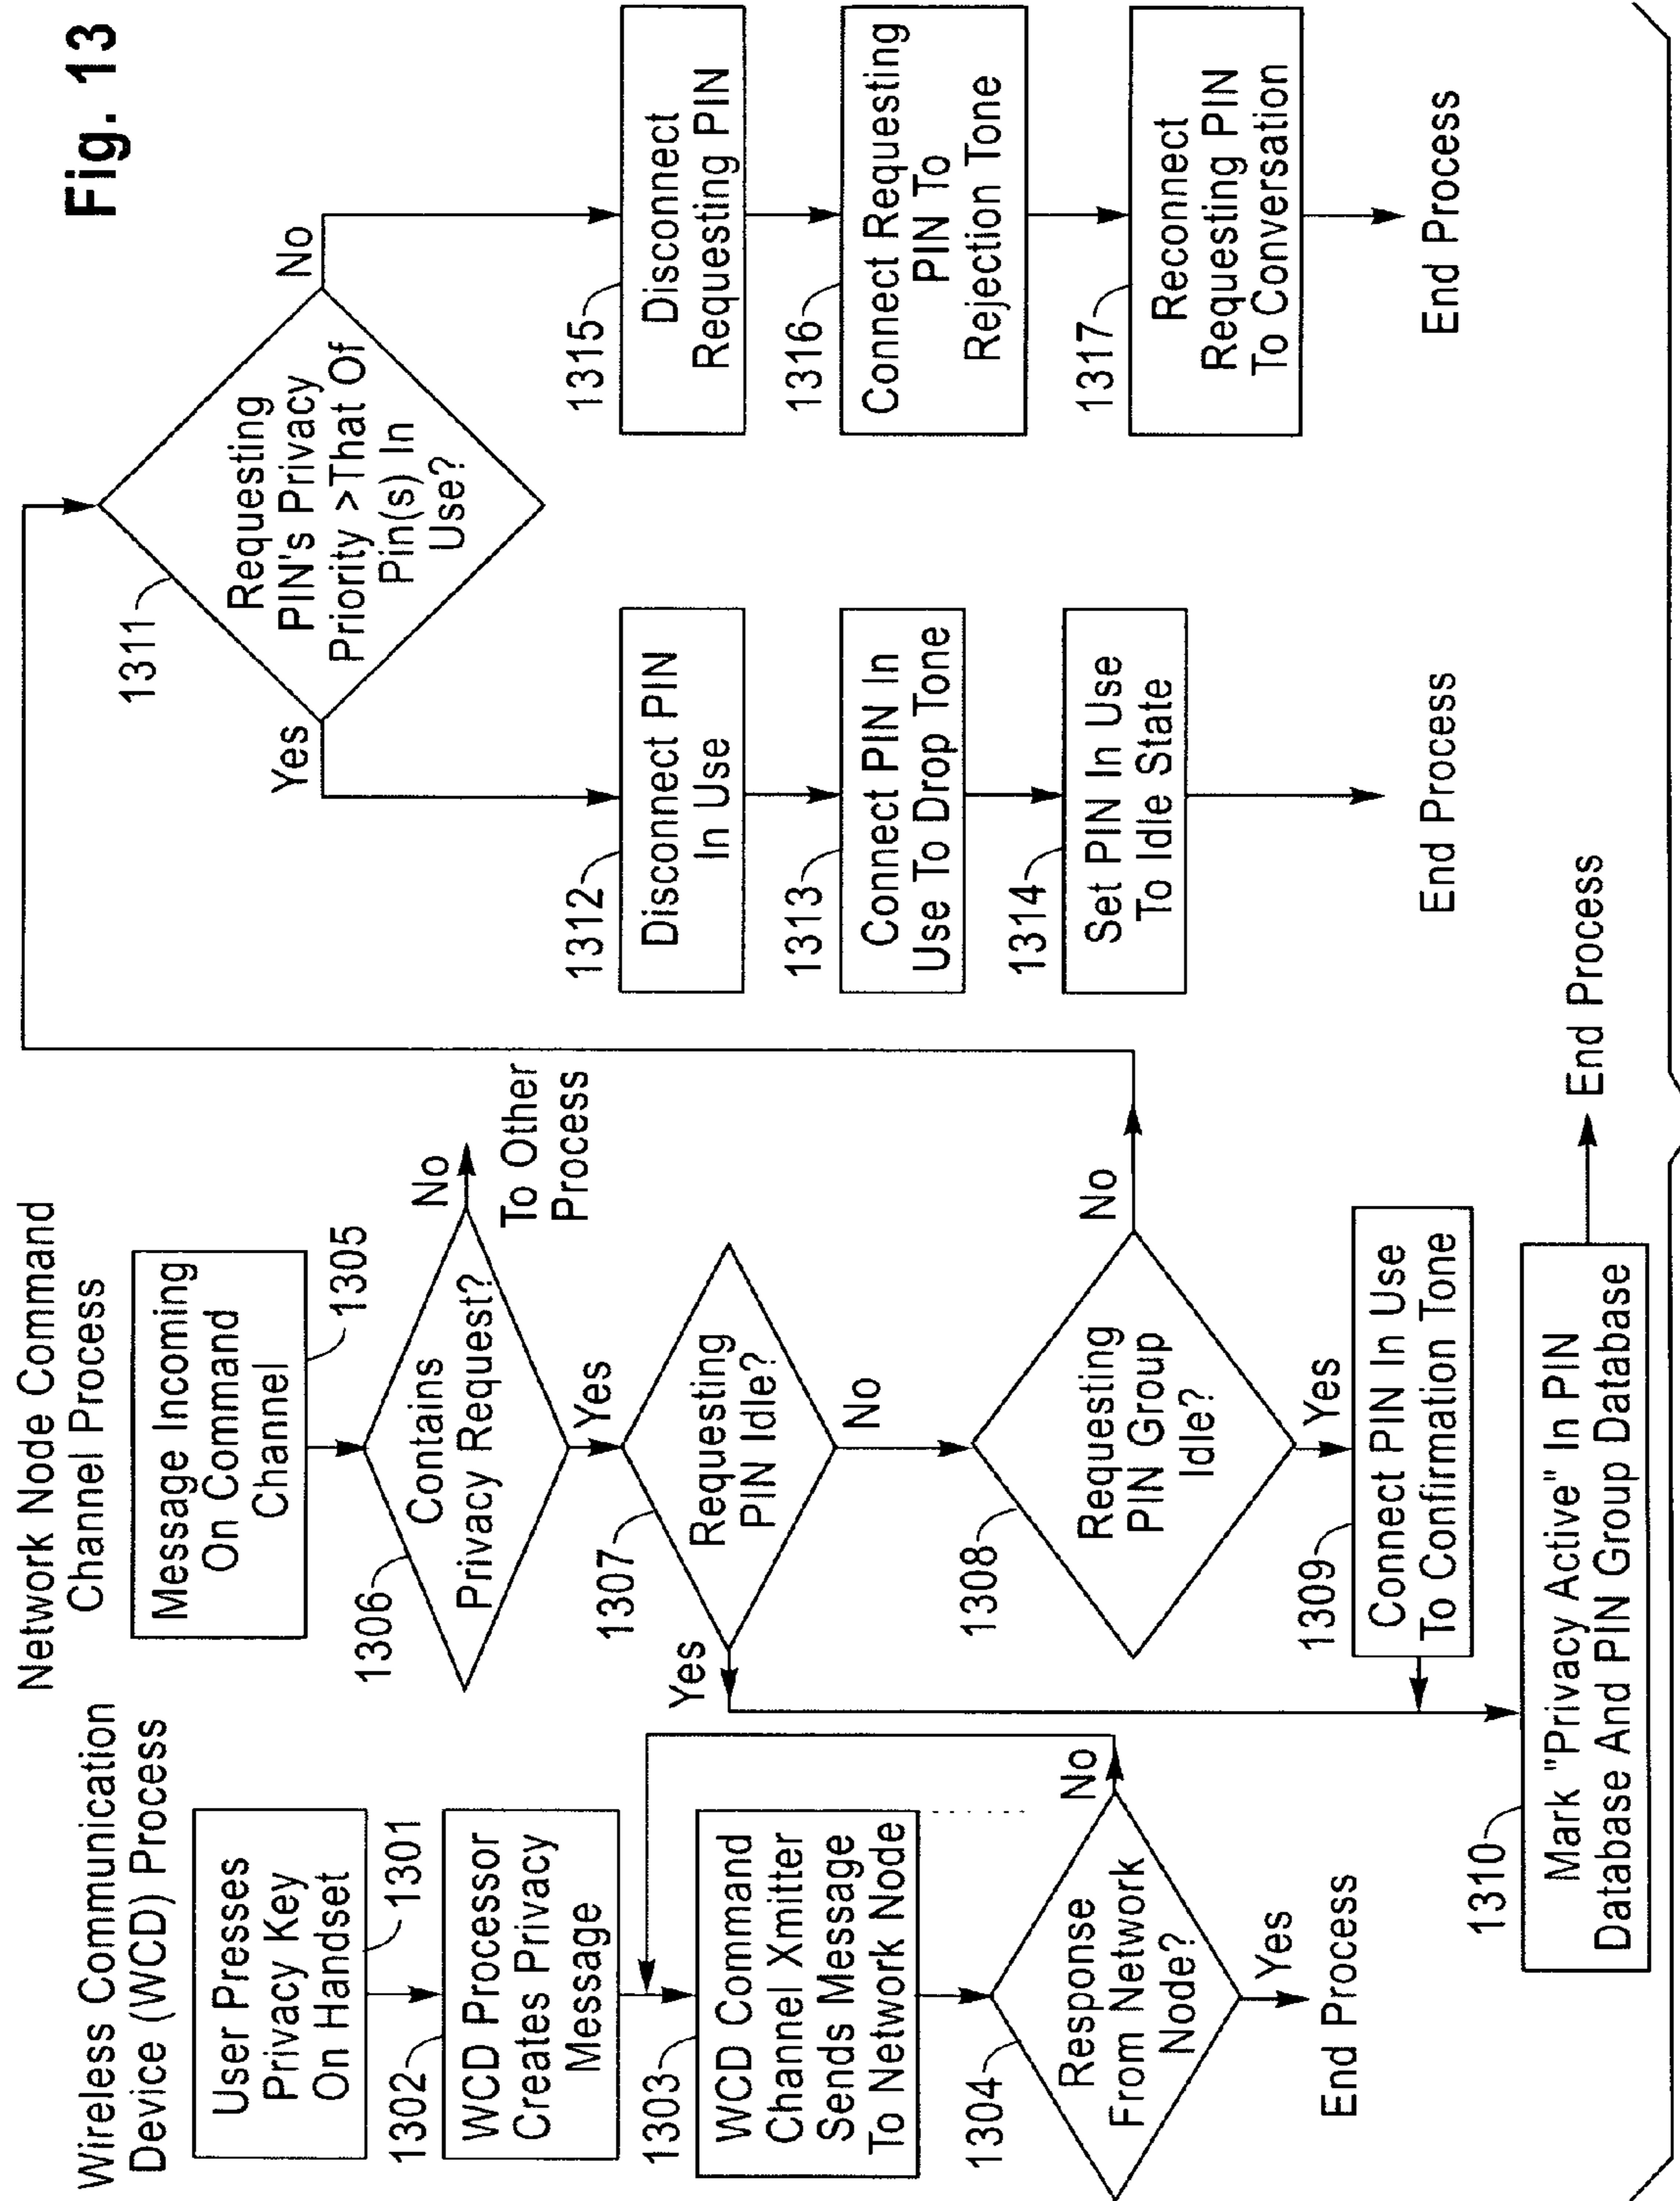 Fig. 13
Wireless Communication
Device (WCD) Process
User Presses
Privacy Key
On Handset
1301
1302
WCD Processor
Creates Privacy
Message
1303
WCD Command
Channel Xmitter
Sends Message
To Network Node
1304
Response
From Network
Node?
No
Yes
End Process
Network Node Command
Channel Process
Message Incoming
On Command
Channel
1305
1306
Contains
Privacy Request?
No
To Other
Process
Yes
1307
Requesting
PIN Idle?
Yes
No
1308
Requesting
PIN Group
Idle?
No
Yes
1309
Connect PIN In Use
To Confirmation Tone
1310
Mark "Privacy Active" In PIN
Database And PIN Group Database
End Process
1311
Requesting
PIN's Privacy
Priority >That Of
Pin(s) In
Use?
Yes
No
1312
Disconnect PIN
In Use
1313
Connect PIN In
Use To Drop Tone
1314
Set PIN In Use
To Idle State
End Process
1315
Disconnect
Requesting PIN
1316
Connect Requesting
PIN To
Rejection Tone
1317
Reconnect
Requesting PIN
To Conversation
End Process